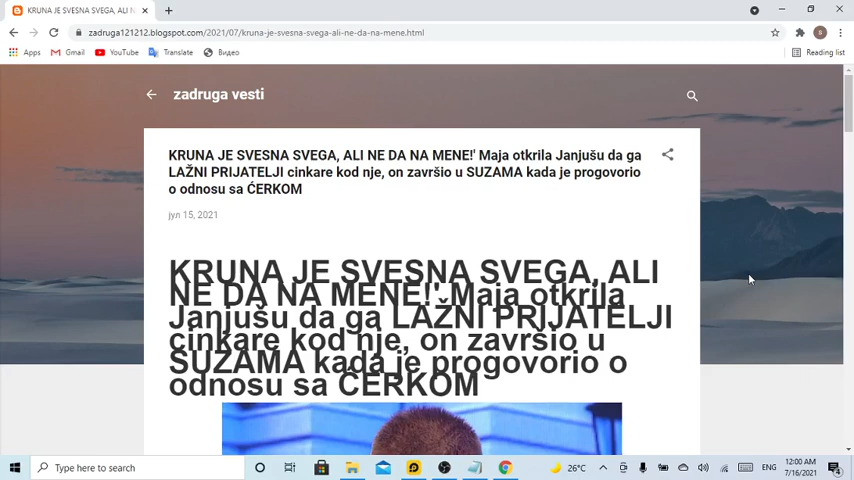 KRUNA JE SVESNA SVEGA, ALI N
zadruga121212.blogspot.com/2021/07/kruna-je-svesna-svega-ali-ne-da-na-mene.html
B
Apps Gmail YouTube Translate Видео Reading list
zadruga vesti
KRUNA JE SVESNA SVEGA, ALI NE DA NA MENE!' Maja otkrila Janjušu da ga
LAŽNI PRIJATELJI cinkare kod nje, on završio u SUZAMA kada je progovorio
o odnosu sa ĆERKOM
јул 15, 2021
KRUNA JE SVESNA SVEGA, ALI
NE DA NA MENE!' Maja otkrila
Janjušu da ga LAŽNI PRIJATELJI
cinkare kod nje, on završio u
SUZAMA kada je progovorio o
odnosu sa ĆERKOM
Type here to search
26°C
ENG
12:00 AM
7/16/2021
4